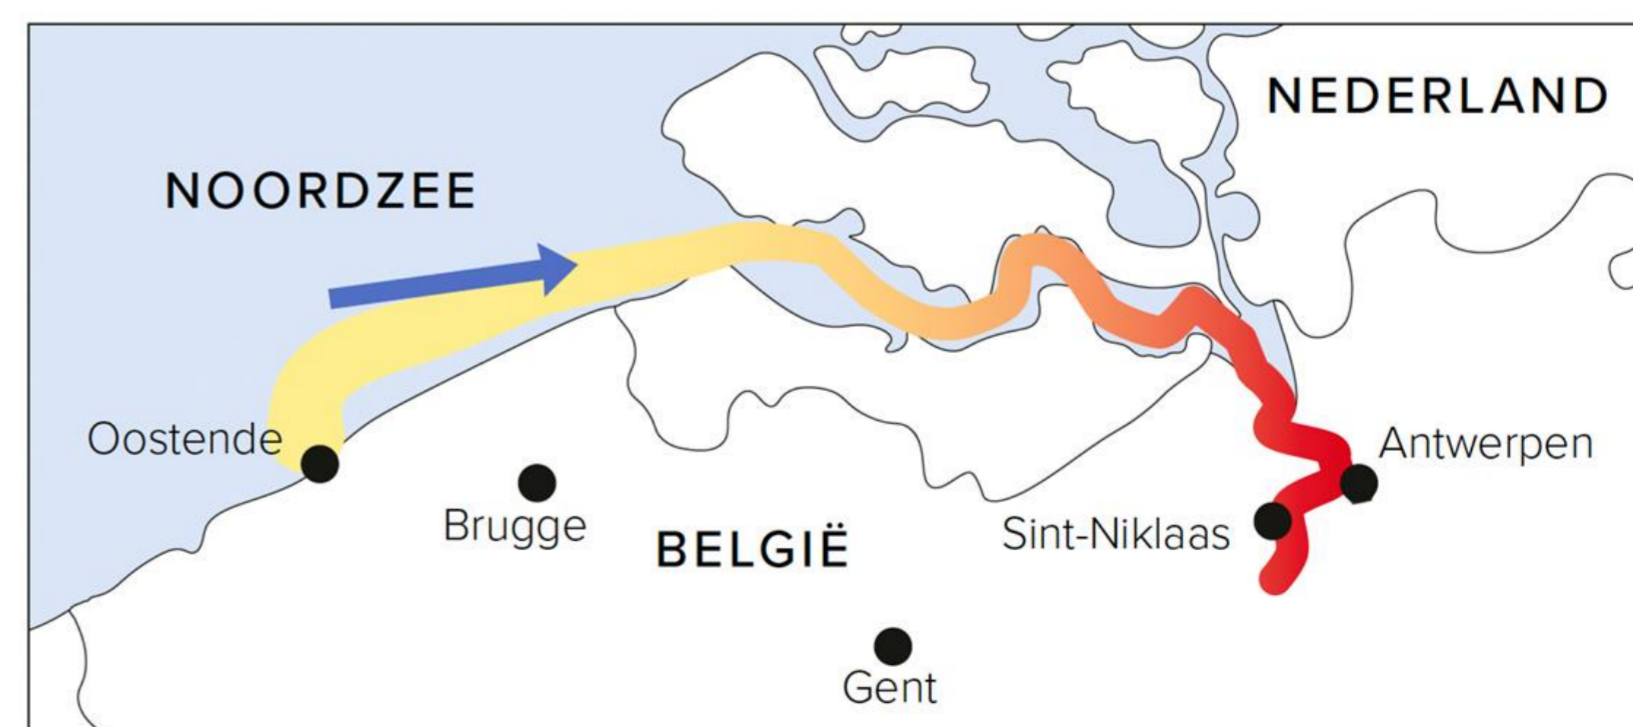 NEDERLAND
NOORDZEE
Oostende
Antwerpen
Brugge
Sint-Niklaas
BELGIË
Gent